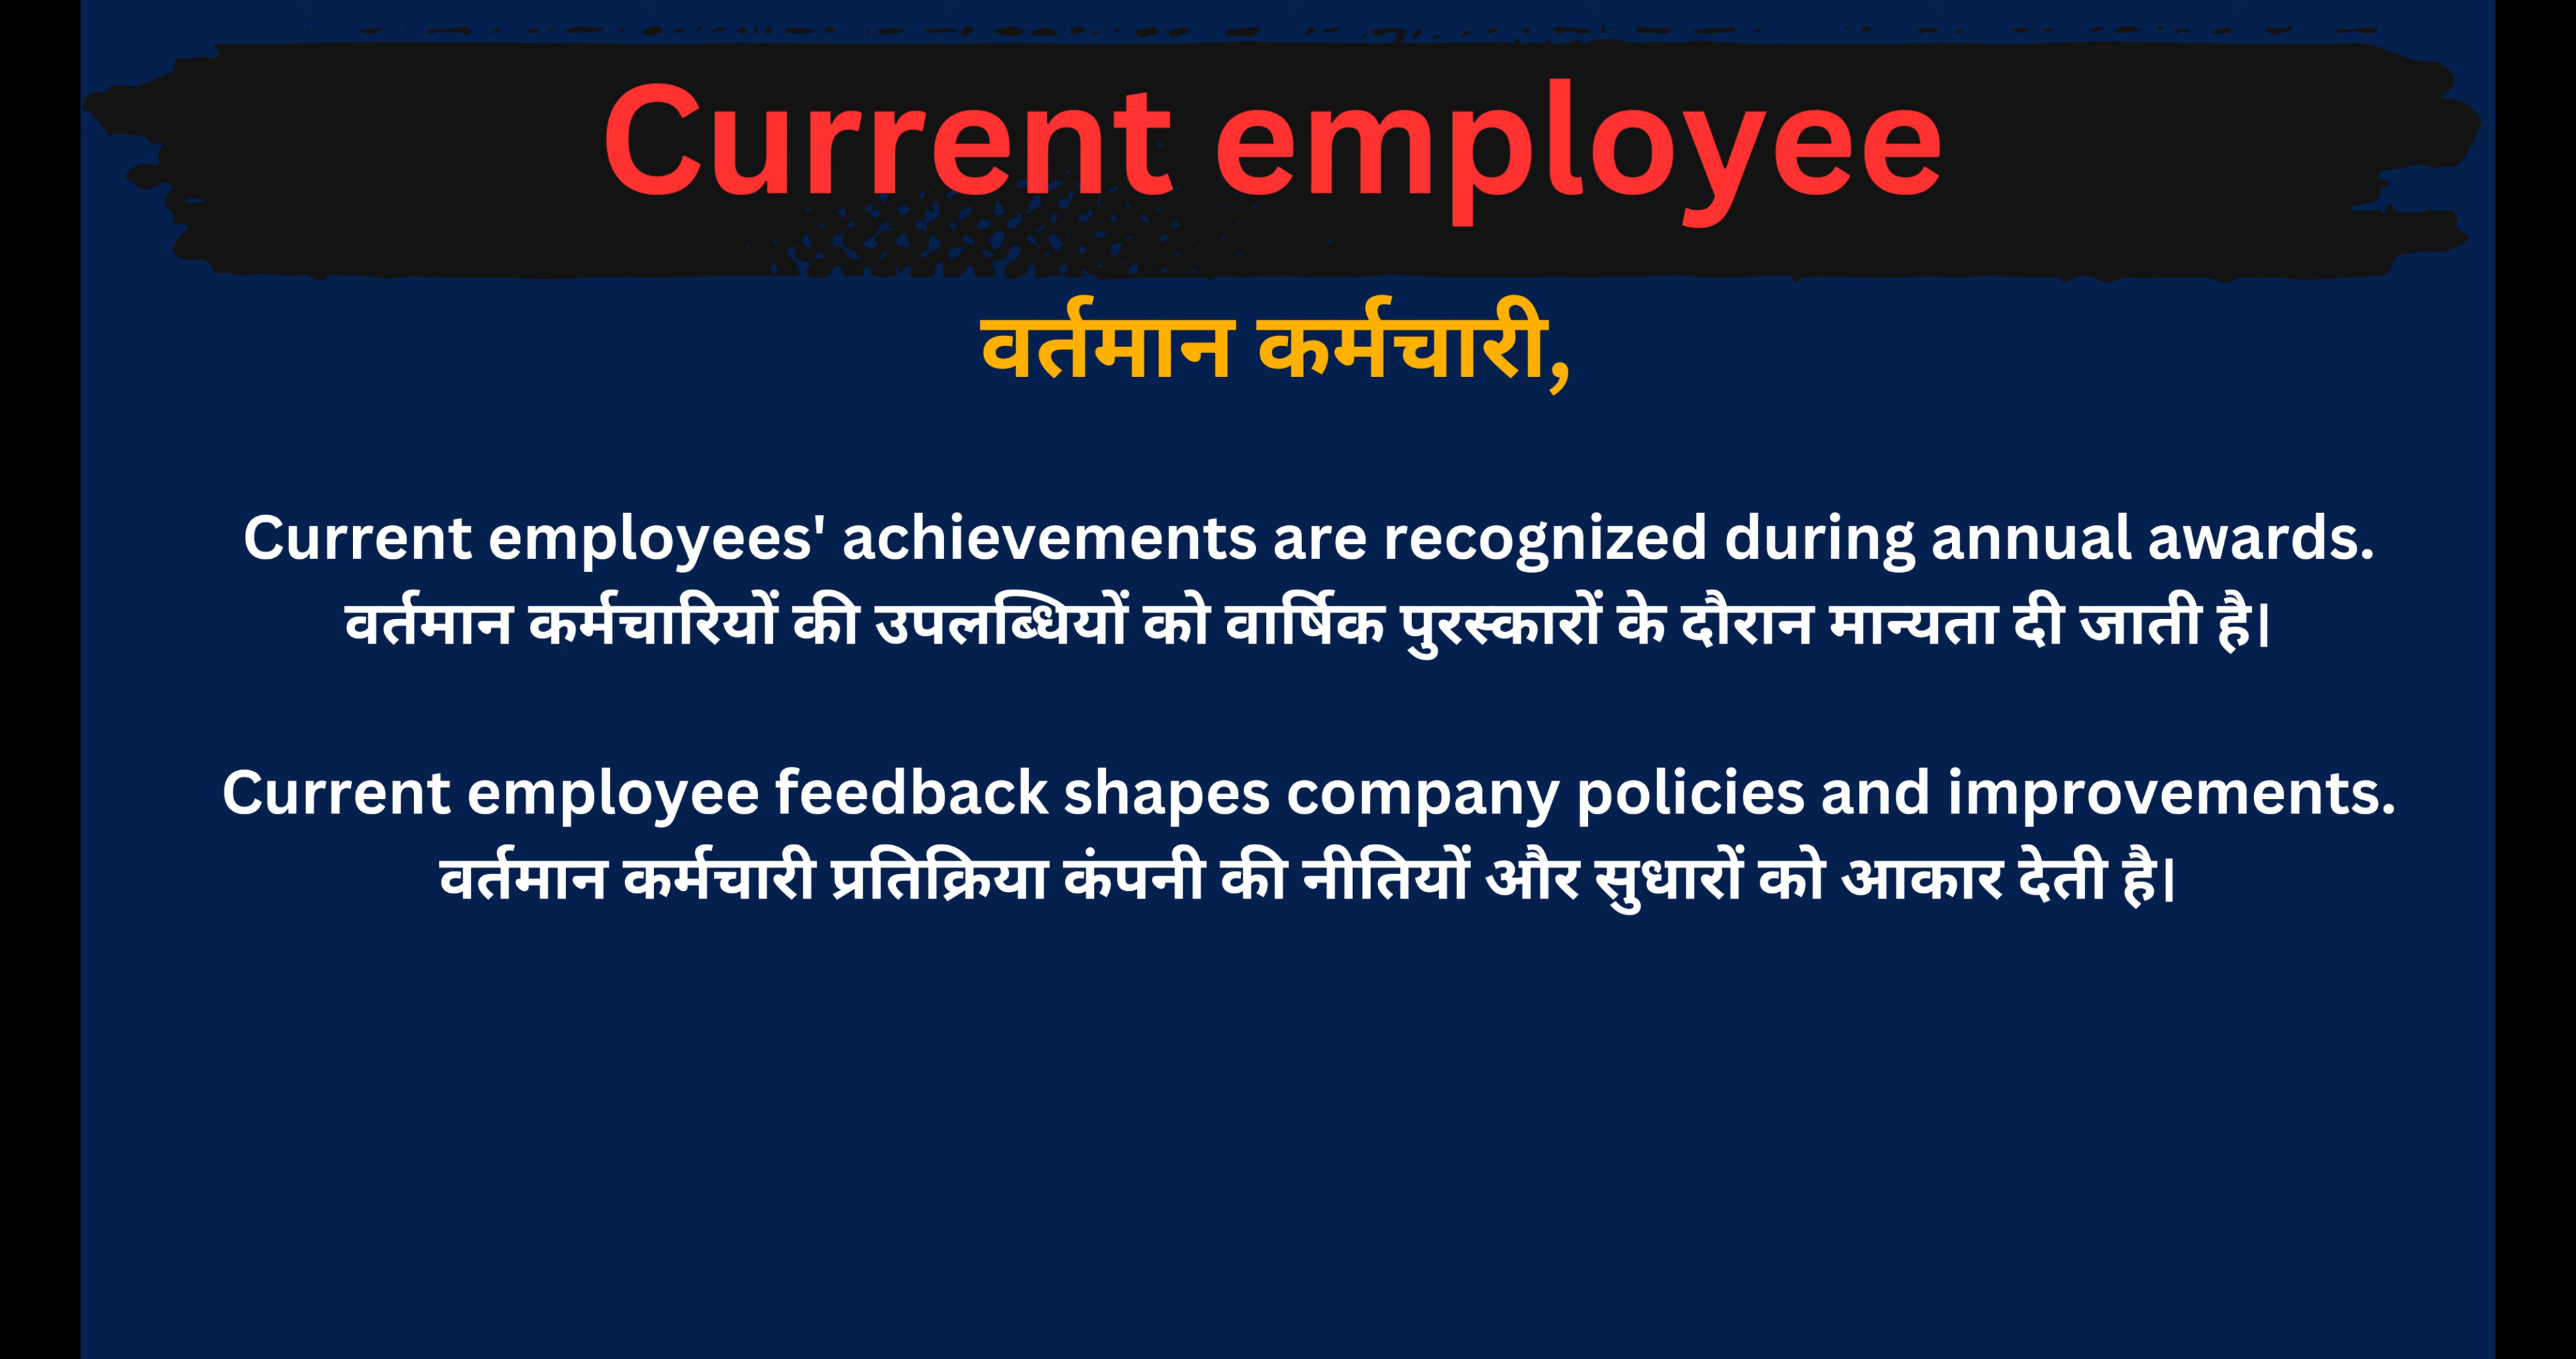 Current employee
वर्तमान कर्मचारी,
Current employees' achievements are recognized during annual awards.
वर्तमान कर्मचारियों की उपलब्धियों को वार्षिक पुरस्कारों के दौरान मान्यता दी जाती है।
Current employee feedback shapes company policies and improvements.
वर्तमान कर्मचारी प्रतिक्रिया कंपनी की नीतियों और सुधारों को आकार देती है।